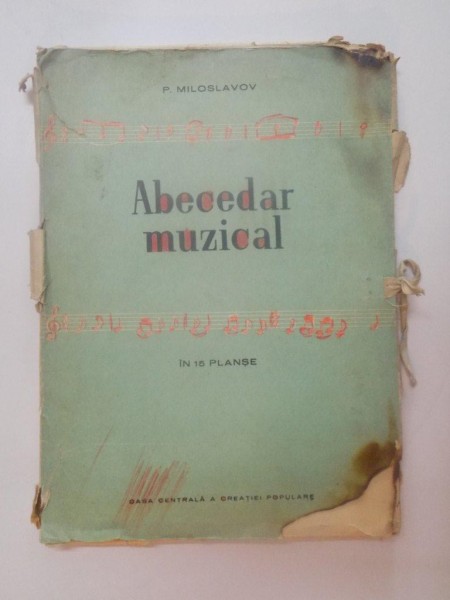 P. MILOSLAVOV
Abecedar
muzical
ÎN 15 PLANȘE
CASA CENTRALĂ A CREAȚIEI POPULARE